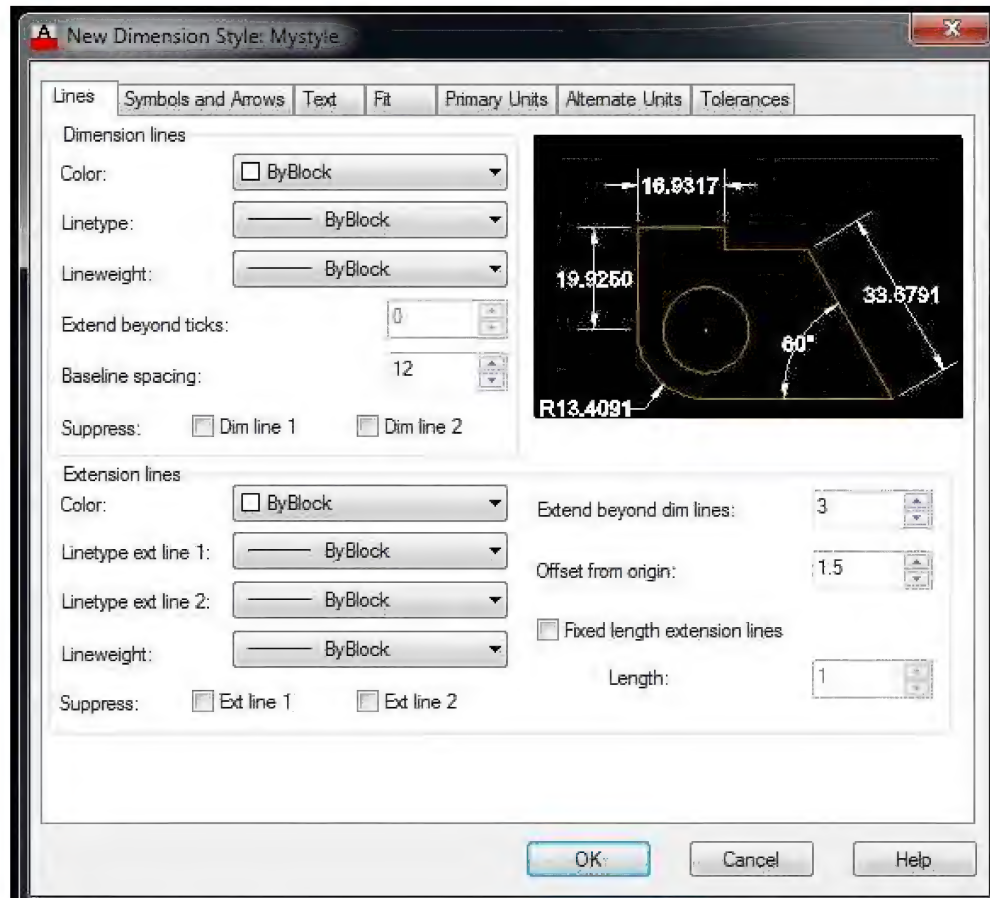 New Dimension Style: Mystyle
Lines Symbols and Arrows Text Fit Primary Units Alternate Units Tolerances
Dimension lines
Color: ByBlock
Linetype: ByBlock
Lineweight: ByBlock
Extend beyond ticks: 0
Baseline spacing: 12
Suppress: Dim line 1 Dim line 2
16.9317
19.9250
33.6791
60°
R13.4091
Extension lines
Color: ByBlock
Linetype ext line 1: ByBlock
Linetype ext line 2: ByBlock
Lineweight: ByBlock
Suppress: Ext line 1 Ext line 2
Extend beyond dim lines: 3
Offset from origin: 1.5
Fixed length extension lines
Length: 1
OK Cancel Help